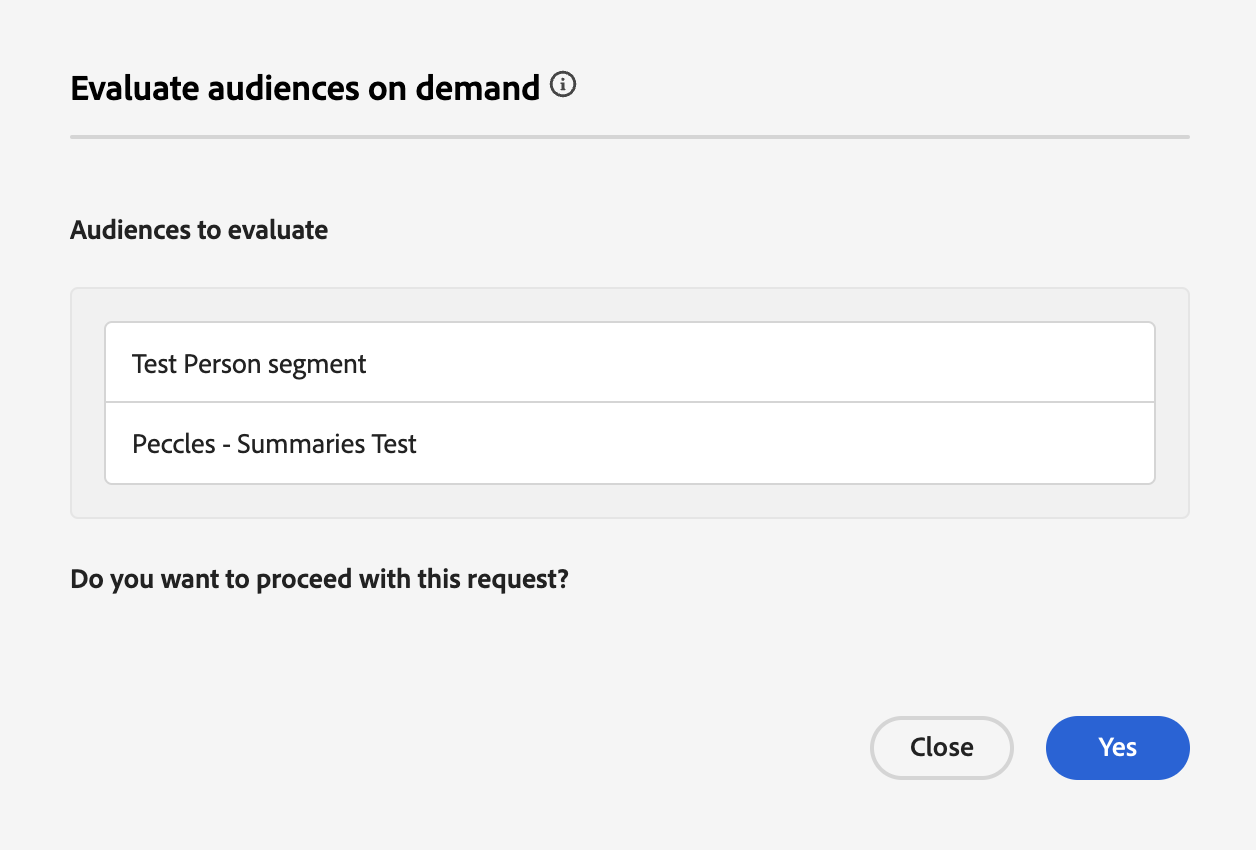 Evaluate audiences on demand
Audiences to evaluate
Test Person segment
Peccles - Summaries Test
Do you want to proceed with this request?
Close
Yes